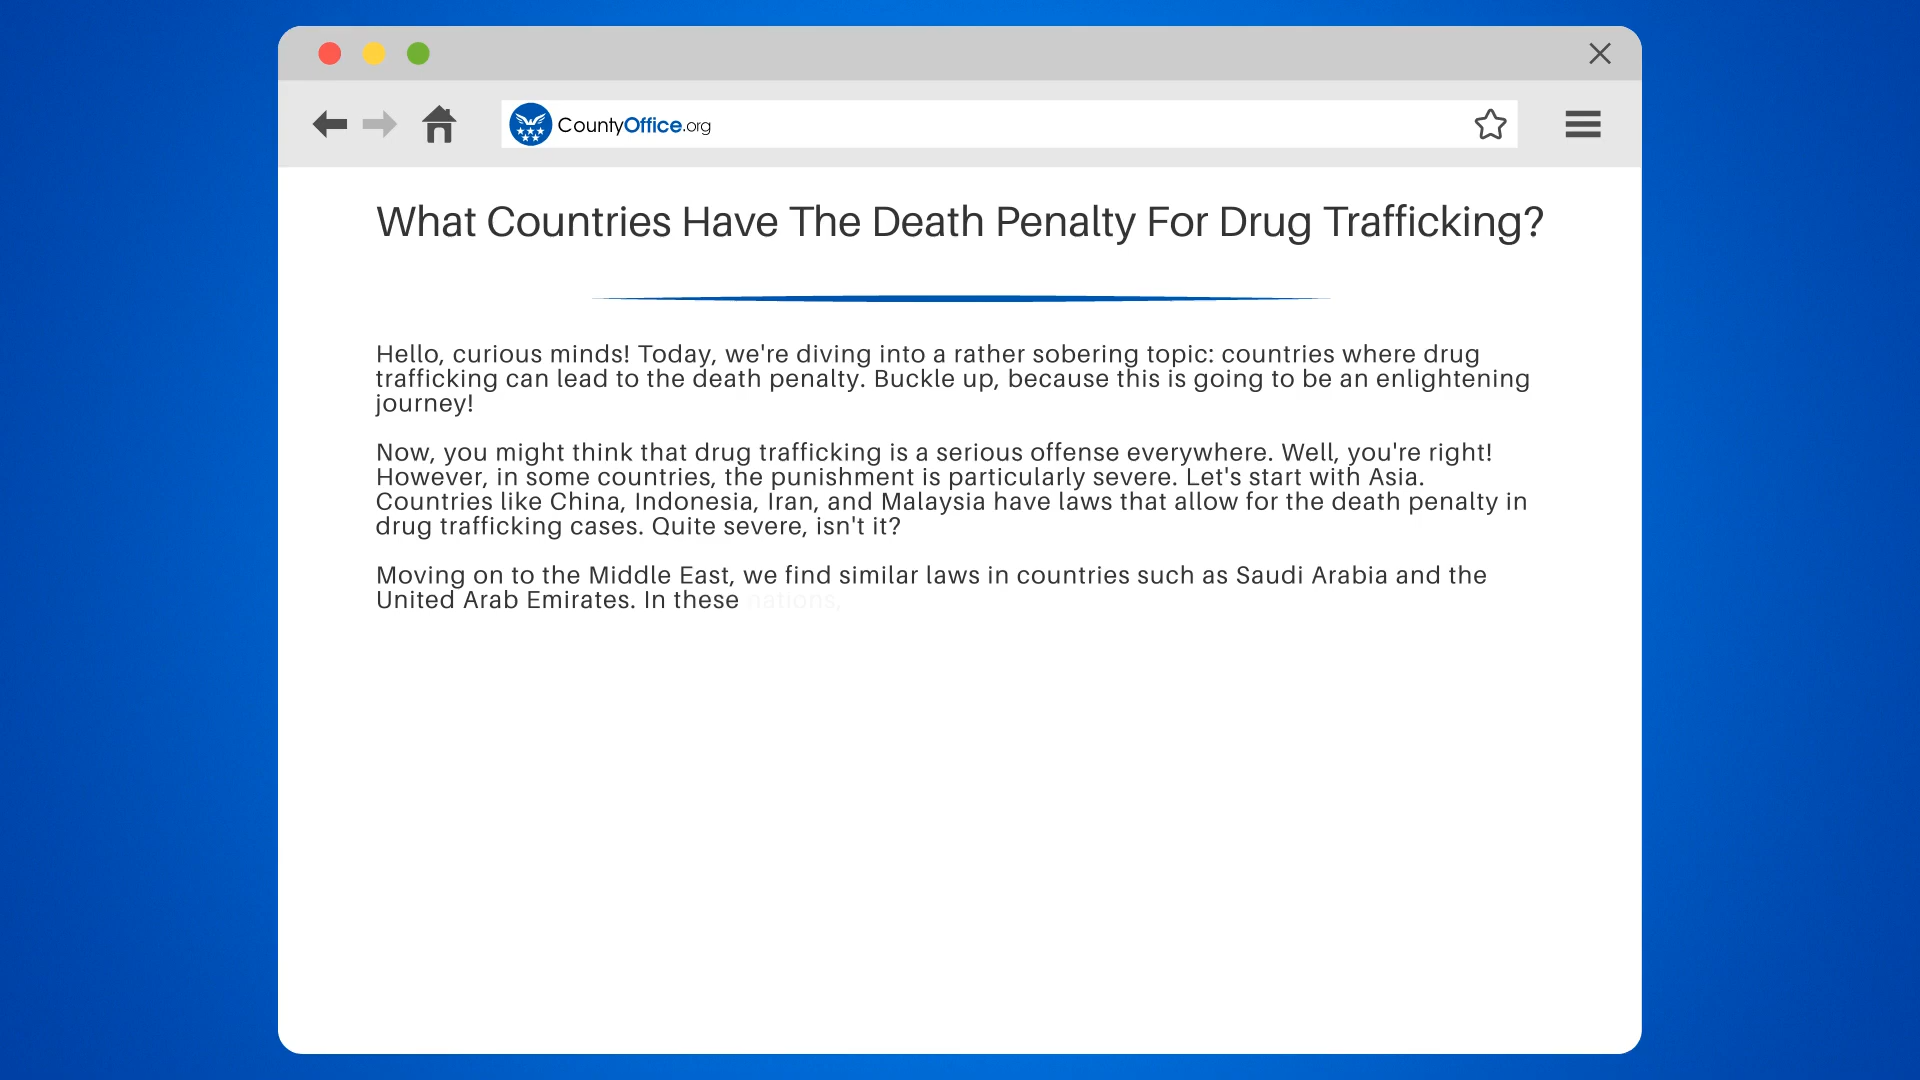 CountyOffice.org
What Countries Have The Death Penalty For Drug Trafficking?
Hello, curious minds! Today, we're diving into a rather sobering topic: countries where drug
trafficking can lead to the death penalty. Buckle up, because this is going to be an enlightening
journey!
Now, you might think that drug trafficking is a serious offense everywhere. Well, you're right!
However, in some countries, the punishment is particularly severe. Let's start with Asia.
Countries like China, Indonesia, Iran, and Malaysia have laws that allow for the death penalty in
drug trafficking cases. Quite severe, isn't it?
Moving on to the Middle East, we find similar laws in countries such as Saudi Arabia and the
United Arab Emirates. In these nations,